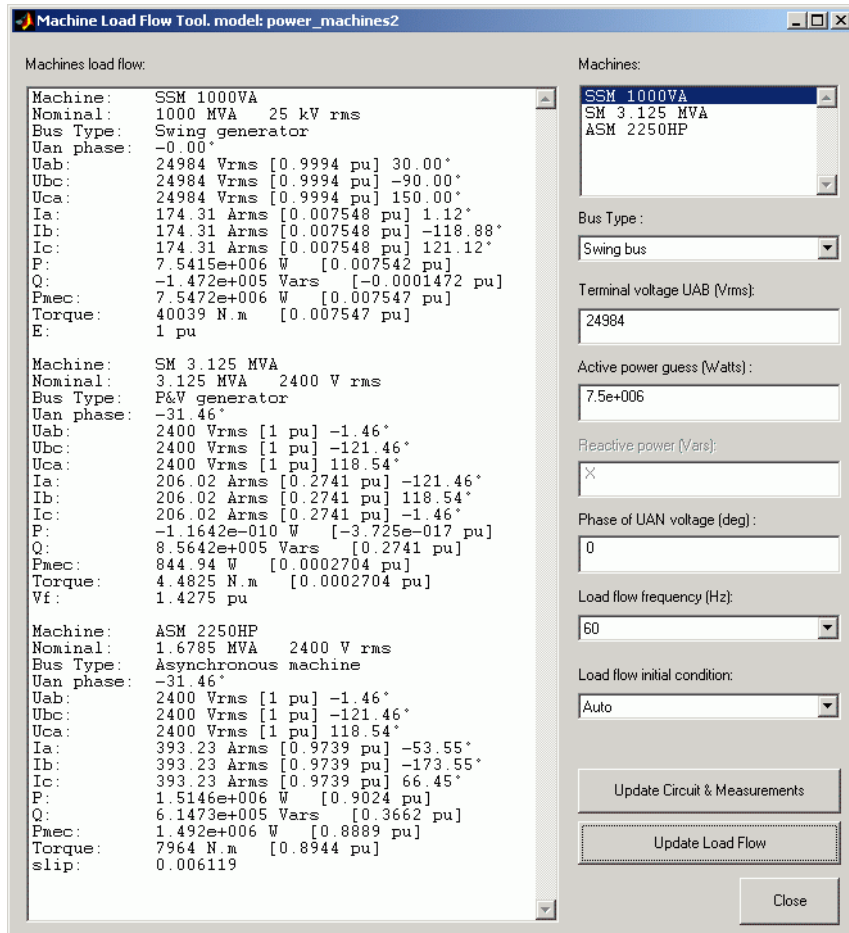 Machine Load Flow Tool. model: power_machines2
Machines load flow:
Machine: SSM 1000VA
Nominal: 1000 MVA 25 kV rms
Bus Type: Swing generator
Uan phase: -0.00°
Uab: 24984 Vrms [0.9994 pu] 30.00°
Ubc: 24984 Vrms [0.9994 pu] -90.00°
Uca: 24984 Vrms [0.9994 pu] 150.00°
Ia: 174.31 Arms [0.007548 pu] 1.12°
Ib: 174.31 Arms [0.007548 pu] -118.88°
Ic: 174.31 Arms [0.007548 pu] 121.12°
P: 7.5415e+006 W [0.007542 pu]
Q: -1.472e+005 Vars [-0.0001472 pu]
Pmec: 7.5472e+006 W [0.007547 pu]
Torque: 40039 N.m [0.007547 pu]
E: 1 pu
Machine: SM 3.125 MVA
Nominal: 3.125 MVA 2400 V rms
Bus Type: P&V generator
Uan phase: -31.46°
Uab: 2400 Vrms [1 pu] -1.46°
Ubc: 2400 Vrms [1 pu] -121.46°
Uca: 2400 Vrms [1 pu] 118.54°
Ia: 206.02 Arms [0.2741 pu] -121.46°
Ib: 206.02 Arms [0.2741 pu] 118.54°
Ic: 206.02 Arms [0.2741 pu] -1.46°
P: -1.1642e-010 W [-3.725e-017 pu]
Q: 8.5642e+005 Vars [0.2741 pu]
Pmec: 844.94 W [0.0002704 pu]
Torque: 4.4825 N.m [0.0002704 pu]
Vf: 1.4275 pu
Machine: ASM 2250HP
Nominal: 1.6785 MVA 2400 V rms
Bus Type: Asynchronous machine
Uan phase: -31.46°
Uab: 2400 Vrms [1 pu] -1.46°
Ubc: 2400 Vrms [1 pu] -121.46°
Uca: 2400 Vrms [1 pu] 118.54°
Ia: 393.23 Arms [0.9739 pu] -53.55°
Ib: 393.23 Arms [0.9739 pu] -173.55°
Ic: 393.23 Arms [0.9739 pu] 66.45°
P: 1.5146e+006 W [0.9024 pu]
Q: 6.1473e+005 Vars [0.3662 pu]
Pmec: 1.492e+006 W [0.8889 pu]
Torque: 7964 N.m [0.8944 pu]
slip: 0.006119
Machines:
SSM 1000VA
SM 3.125 MVA
ASM 2250HP
Bus Type :
Swing bus
Terminal voltage UAB (Vrms):
24984
Active power guess (Watts) :
7.5e+006
Reactive power (Vars):
X
Phase of UAN voltage (deg) :
0
Load flow frequency (Hz):
60
Load flow initial condition:
Auto
Update Circuit & Measurements
Update Load Flow
Close